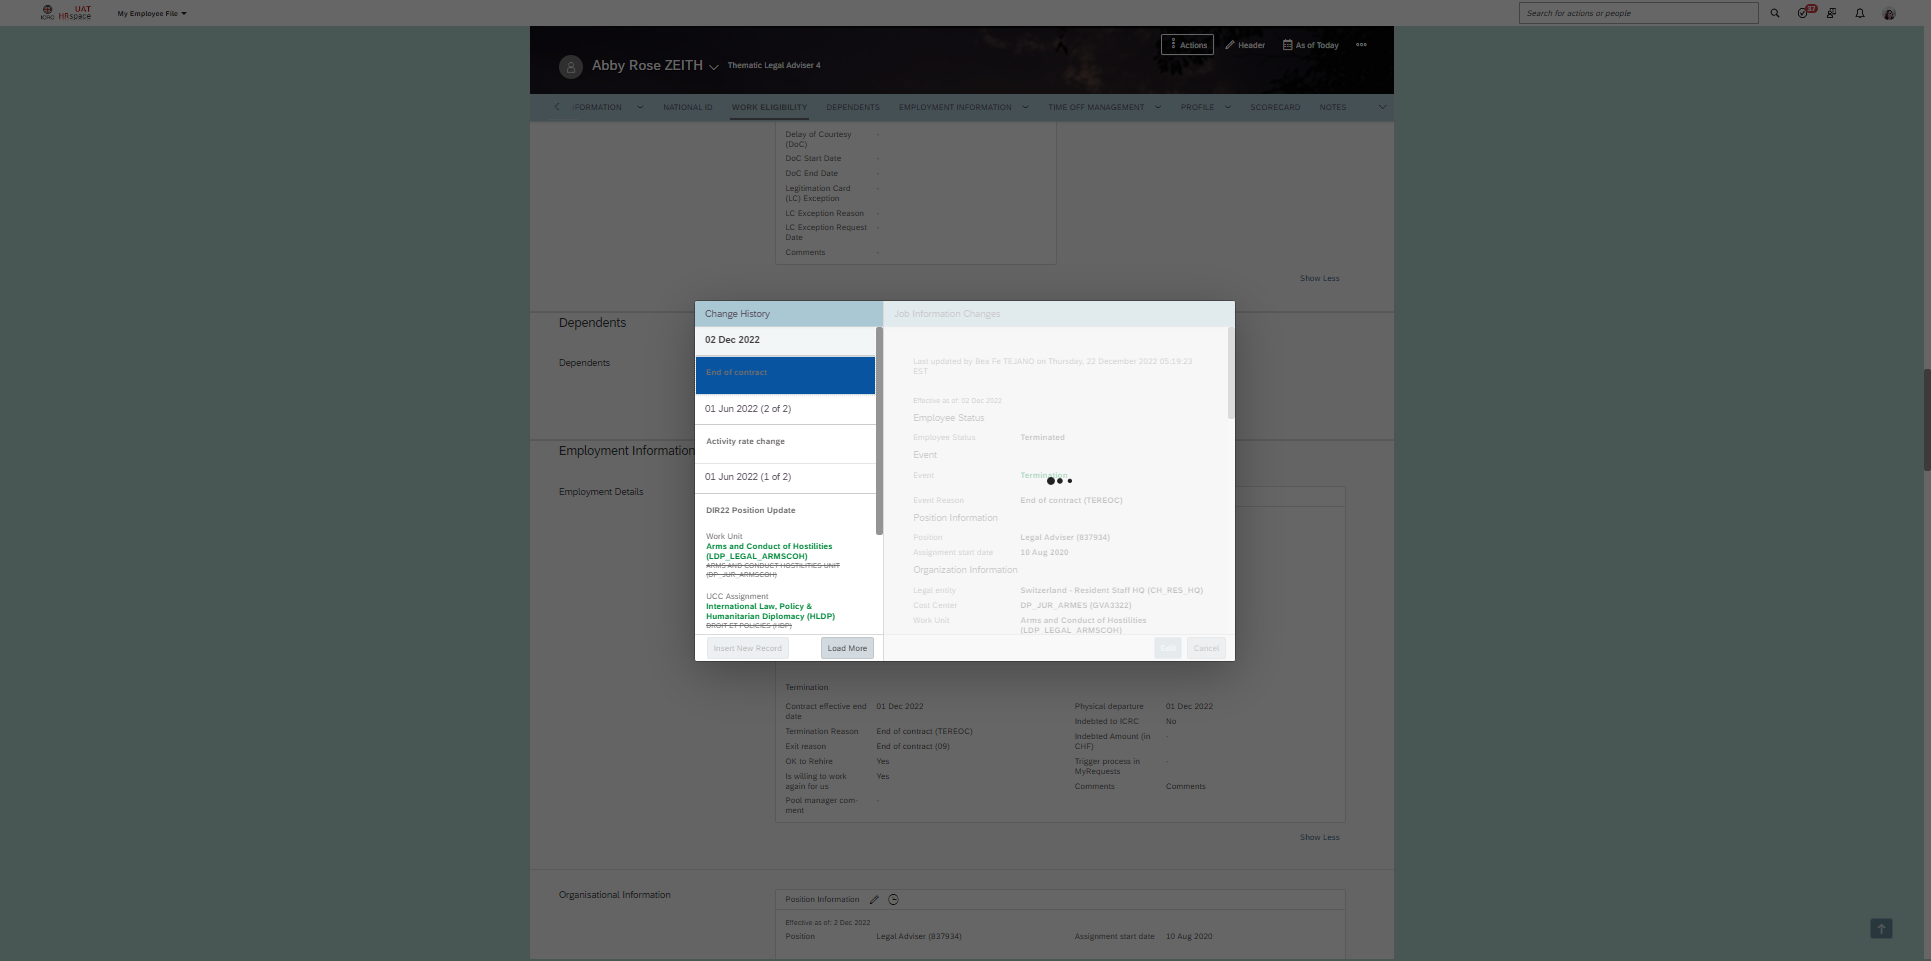 ICRC
UAT
HRspace
My Employee File
Search for actions or people
37
Actions
Header
As of Today
Abby Rose ZEITH
Thematic Legal Adviser 4
FORMATION
NATIONAL ID
WORK ELIGIBILITY
DEPENDENTS
EMPLOYMENT INFORMATION
TIME OFF MANAGEMENT
PROFILE
SCORECARD
NOTES
Delay of Courtesy -
(DoC)
DoC Start Date -
DoC End Date -
Legitimation Card -
(LC) Exception
LC Exception Reason -
LC Exception Request -
Date
Comments -
Show Less
Dependents
Dependents
Employment Information
Employment Details
Change History
02 Dec 2022
End of contract
01 Jun 2022 (2 of 2)
Activity rate change
01 Jun 2022 (1 of 2)
DIR22 Position Update
Work Unit
Arms and Conduct of Hostilities
(LDP_LEGAL_ARMSCOH)
ARMS AND CONDUCT HOSTILITIES UNIT
(DP_JUR_ARMSCOH)
UCC Assignment
International Law, Policy &
Humanitarian Diplomacy (HLDP)
DROIT ET POLICIES (HDP)
Insert New Record
Load More
Job Information Changes
Last updated by Bea Fe TEJANO on Thursday, 22 December 2022 05:19:23
EST
Effective as of: 02 Dec 2022
Employee Status
Employee Status Terminated
Event
Event Termination
Event Reason End of contract (TEREOC)
Position Information
Position Legal Adviser (837934)
Assignment start date 10 Aug 2020
Organization Information
Legal entity Switzerland - Resident Staff HQ (CH_RES_HQ)
Cost Center DP_JUR_ARMES (GVA3322)
Work Unit Arms and Conduct of Hostilities
(LDP_LEGAL_ARMSCOH)
Edit
Cancel
Termination
Contract effective end 01 Dec 2022
date
Termination Reason End of contract (TEREOC)
Exit reason End of contract (09)
OK to Rehire Yes
Is willing to work Yes
again for us
Pool manager com- -
ment
Physical departure 01 Dec 2022
Indebted to ICRC No
Indebted Amount (in -
CHF)
Trigger process in -
MyRequests
Comments Comments
Show Less
Organisational Information
Position Information
Effective as of: 2 Dec 2022
Position Legal Adviser (837934)
Assignment start date 10 Aug 2020